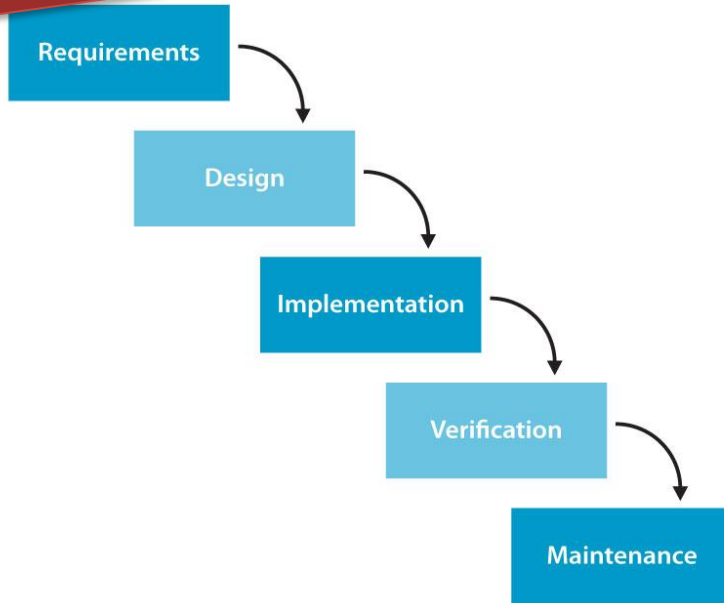 Requirements
Design
Implementation
Verification
Maintenance